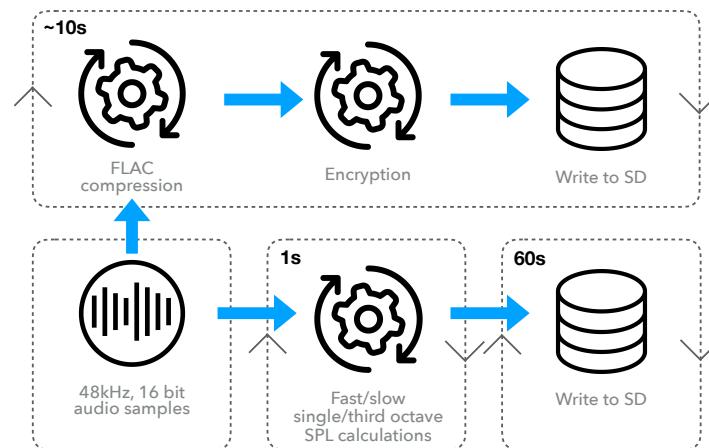 ~10s
FLAC
compression
Encryption
Write to SD
1s
60s
48kHz, 16 bit
audio samples
Fast/slow
single/third octave
SPL calculations
Write to SD